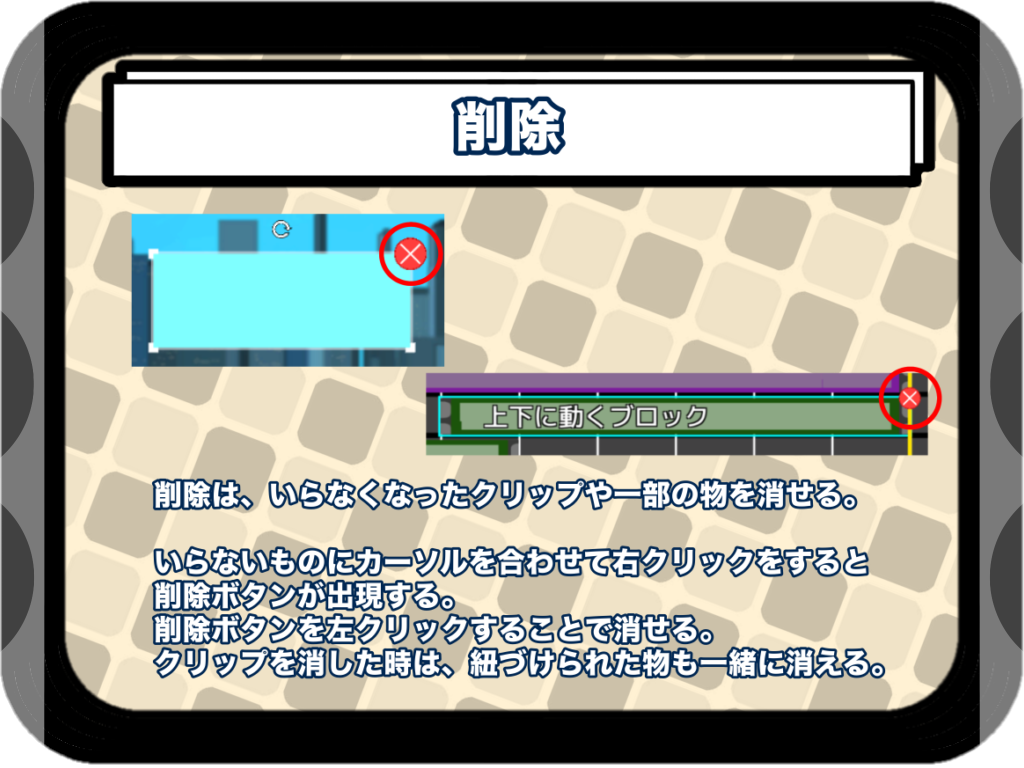 削除
上下に動くブロック
削除は、いらなくなったクリップや一部の物を消せる。
いらないものにカーソルを合わせて右クリックをすると
削除ボタンが出現する。
削除ボタンを左クリックすることで消せる。
クリップを消した時は、紐づけられた物も一緒に消える。